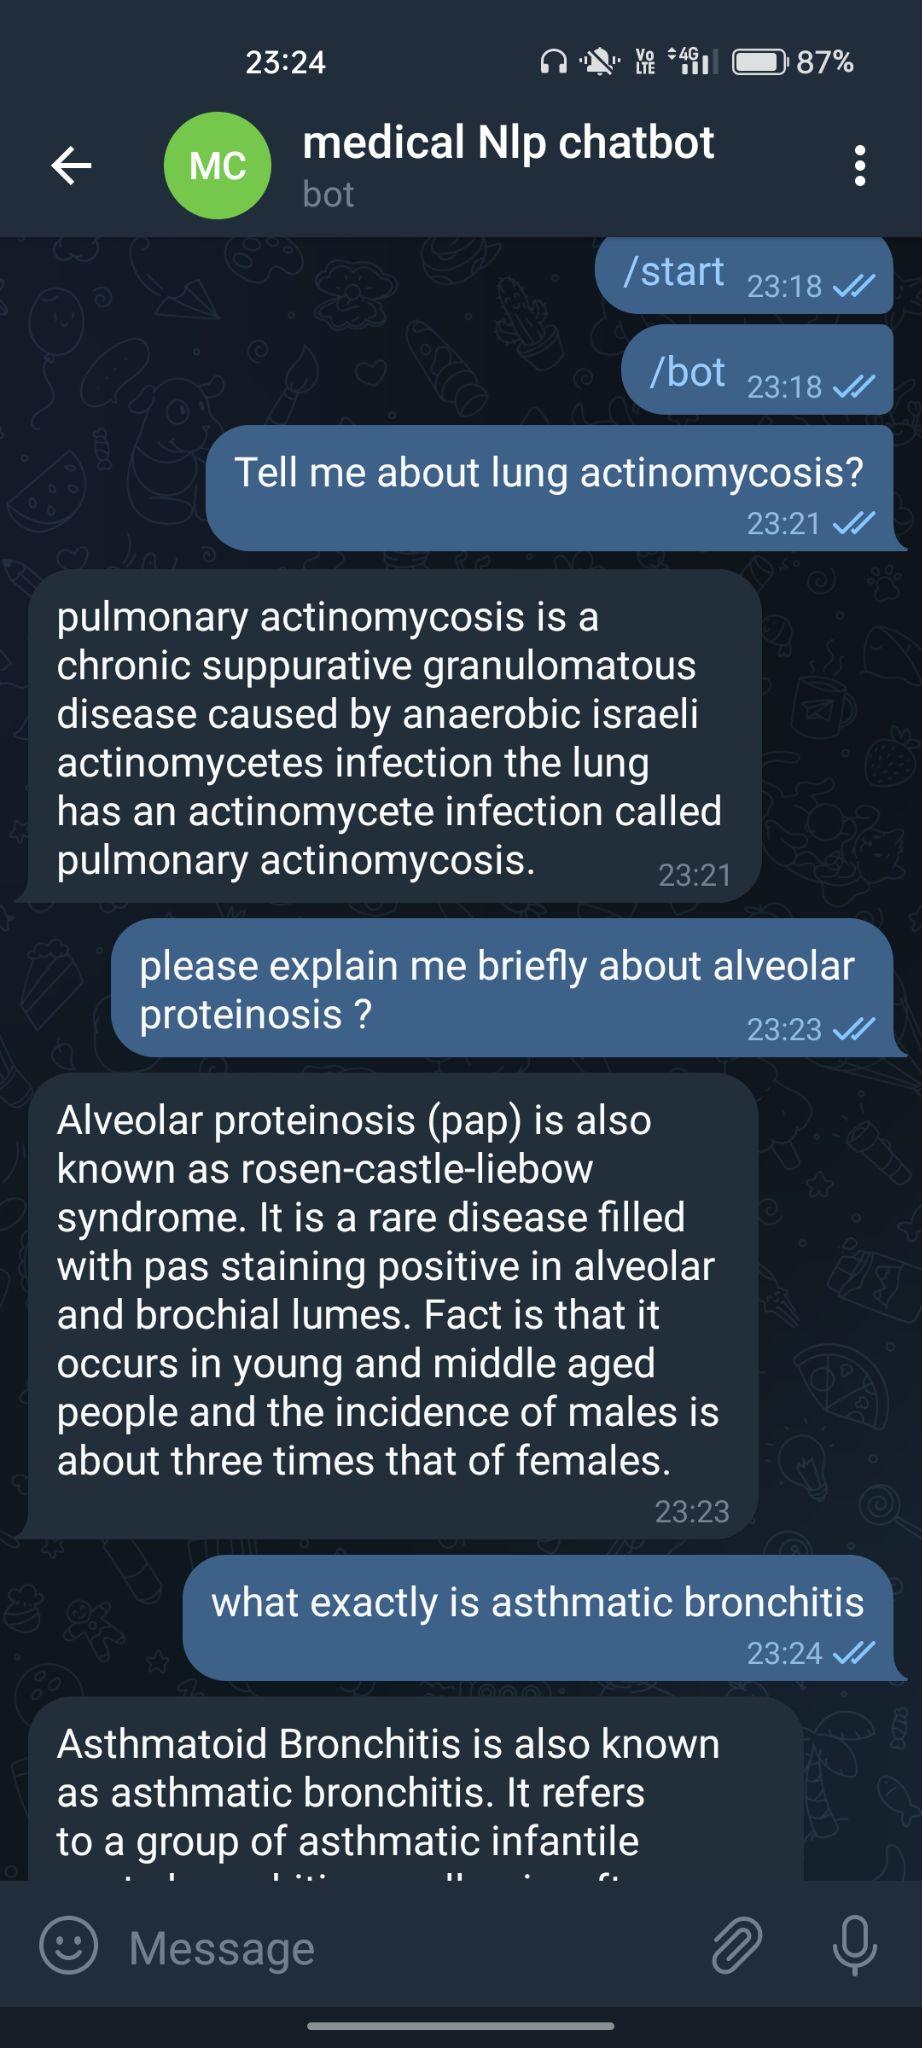 23:24
Vo
LTE
4G
87%
MC
medical Nlp chatbot
bot
/start
23:18
/bot
23:18
Tell me about lung actinomycosis?
23:21
pulmonary actinomycosis is a
chronic suppurative granulomatous
disease caused by anaerobic israeli
actinomycetes infection the lung
has an actinomycete infection called
pulmonary actinomycosis.
23:21
please explain me briefly about alveolar
proteinosis ?
23:23
Alveolar proteinosis (pap) is also
known as rosen-castle-liebow
syndrome. It is a rare disease filled
with pas staining positive in alveolar
and brochial lumes. Fact is that it
occurs in young and middle aged
people and the incidence of males is
about three times that of females.
23:23
what exactly is asthmatic bronchitis
23:24
Asthmatoid Bronchitis is also known
as asthmatic bronchitis. It refers
to a group of asthmatic infantile
Message